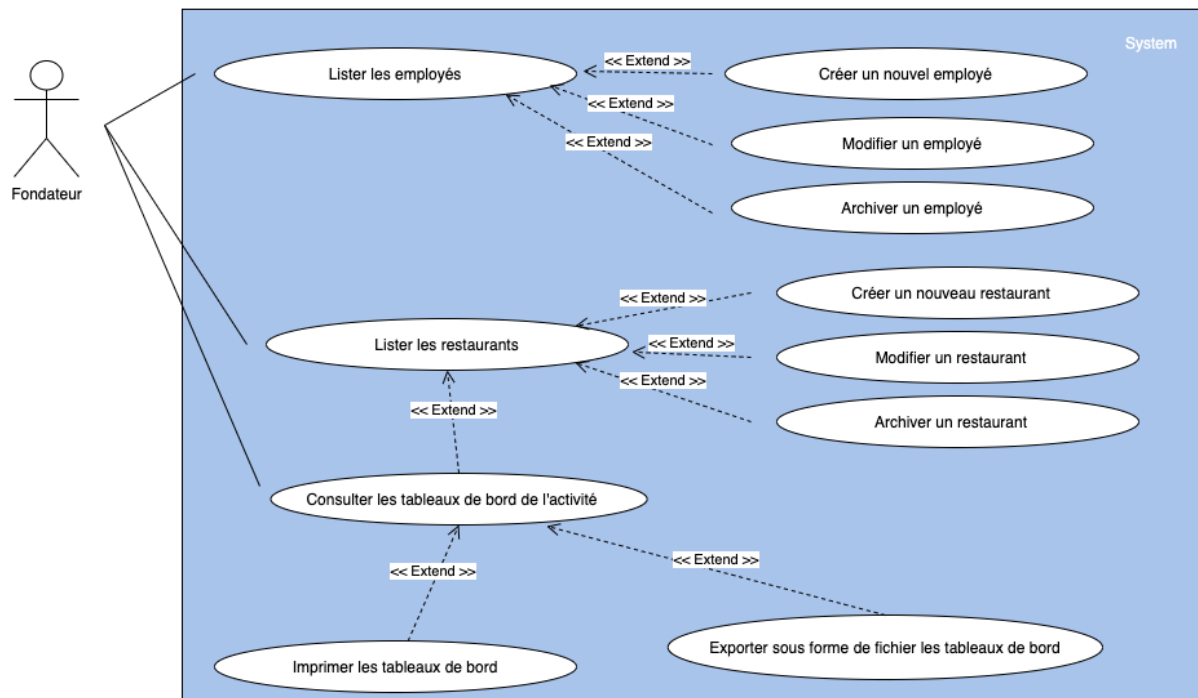 System
Fondateur
Lister les employés
<< Extend >>
Créer un nouvel employé
<< Extend >>
Modifier un employé
<< Extend >>
Archiver un employé
Créer un nouveau restaurant
<< Extend >>
Lister les restaurants
<< Extend >>
Modifier un restaurant
<< Extend >>
Archiver un restaurant
<< Extend >>
Consulter les tableaux de bord de l'activité
<< Extend >>
<< Extend >>
Imprimer les tableaux de bord
Exporter sous forme de fichier les tableaux de bord